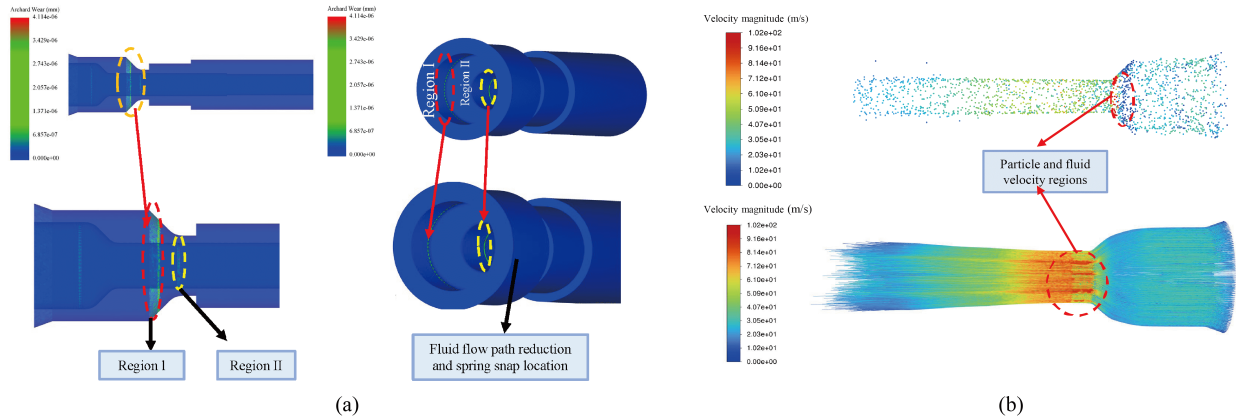 Archard Wear (mm)
4.114e-06
3.429e-06
2.743e-06
2.057e-06
1.371e-06
6.857e-07
0.000e+00
Archard Wear (mm)
4.114e-06
3.429e-06
2.743e-06
2.057e-06
1.371e-06
6.857e-07
0.000e+00
Region I
Region II
Region I
Region II
Fluid flow path reduction
and spring snap location
(a)
(b)
Velocity magnitude (m/s)
1.02e+02
9.16e+01
8.14e+01
7.12e+01
6.10e+01
5.09e+01
4.07e+01
3.05e+01
2.03e+01
1.02e+01
0.00e+00
Particle and fluid
velocity regions
Velocity magnitude (m/s)
1.02e+02
9.16e+01
8.14e+01
7.12e+01
6.10e+01
5.09e+01
4.07e+01
3.05e+01
2.03e+01
1.02e+01
0.00e+00
(b)